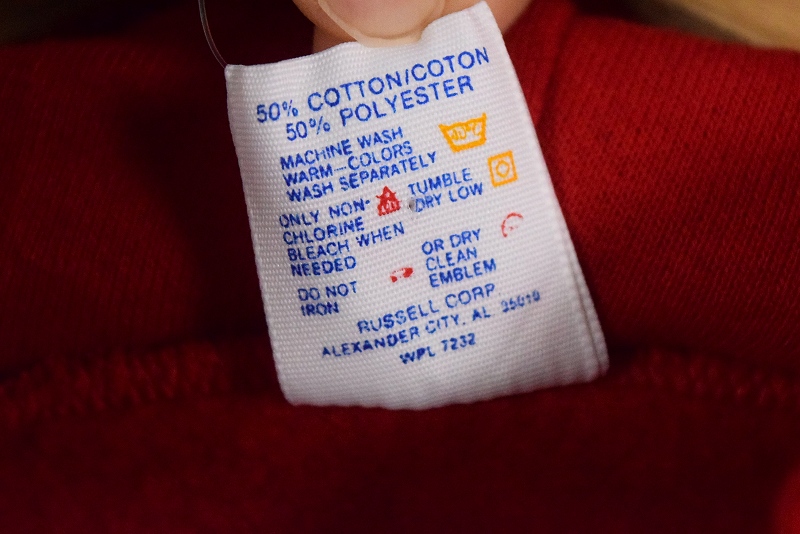 50% COTTON/COTON
50% POLYESTER
MACHINE WASH
WARM-COLORS
WASH SEPARATELY
ONLY NON-
CHLORINE
BLEACH WHEN
NEEDED
TUMBLE
DRY LOW
DO NOT
IRON
OR DRY
CLEAN
EMBLEM
RUSSELL CORP
ALEXANDER CITY, AL 35010
WPL 7232